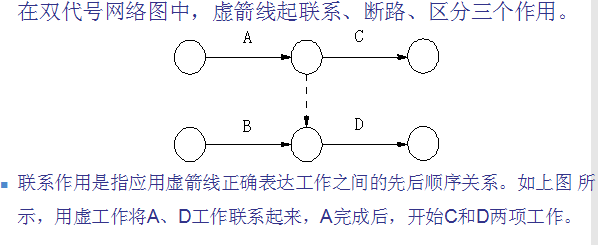 在双代号网络图中，虚箭线起联系、断路、区分三个作用。
A C
B D
联系作用是指应用虚箭线正确表达工作之间的先后顺序关系。如上图 所
示，用虚工作将A、D工作联系起来，A完成后，开始C和D两项工作。